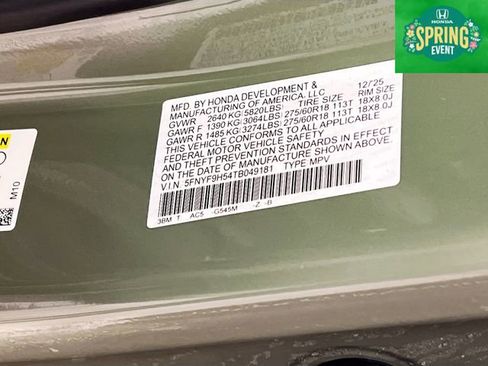 HONDA
SPRING
EVENT
MFD. BY HONDA DEVELOPMENT & 12/25
MANUFACTURING OF AMERICA, LLC
GVWR 2640 KG:5820LBS: TIRE SIZE RIM SIZE
GAWR F 1390 KG:3064LBS:275/60R18 113T 18X8.0J
GAWR R 1485 KG:3274LBS:275/60R18 113T 18X8.0J
THIS VEHICLE CONFORMS TO ALL APPLICABLE
FEDERAL MOTOR VEHICLE SAFETY
STANDARDS IN EFFECT ON THE
DATE OF MANUFACTURE SHOWN ABOVE.
V.I.N. 5FNYF9H54TB049181 TYPE MPV
3BM T AC5 G545M -Z -B
M10